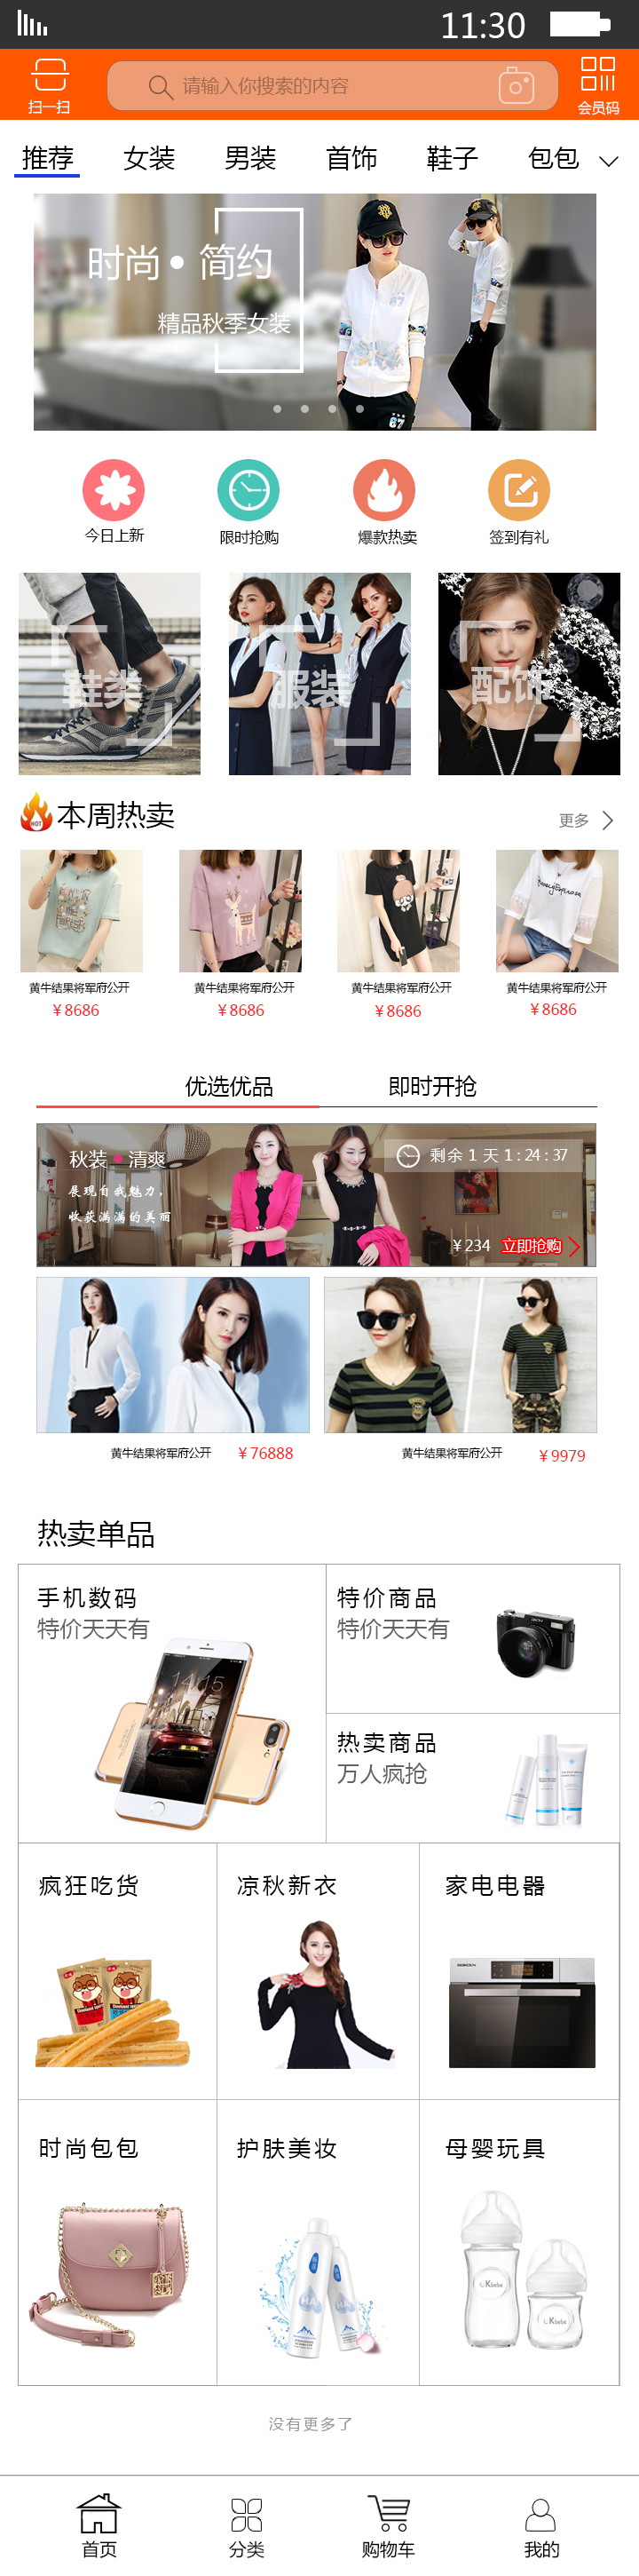 11:30
扫一扫
请输入你搜索的内容
会员码
推荐 女装 男装 首饰 鞋子 包包
时尚 • 简约
精品秋季女装
今日上新 限时抢购 爆款热卖 签到有礼
鞋类 服装 配饰
HOT 本周热卖 更多
黄牛结果将军府公开 黄牛结果将军府公开 黄牛结果将军府公开 黄牛结果将军府公开
￥8686 ￥8686 ￥8686 ￥8686
优选优品 即时开抢
秋装 • 清爽
剩余 1 天 1 : 24 : 37
展现自我魅力，
收获满满的美丽
￥234 立即抢购
黄牛结果将军府公开 ￥76888
黄牛结果将军府公开 ￥9979
热卖单品
手机数码
特价天天有
14:15
特价商品
特价天天有
热卖商品
万人疯抢
疯狂吃货 凉秋新衣 家电电器
时尚包包 护肤美妆 母婴玩具
HA
Kbebe Kbebe
没有更多了
首页 分类 购物车 我的